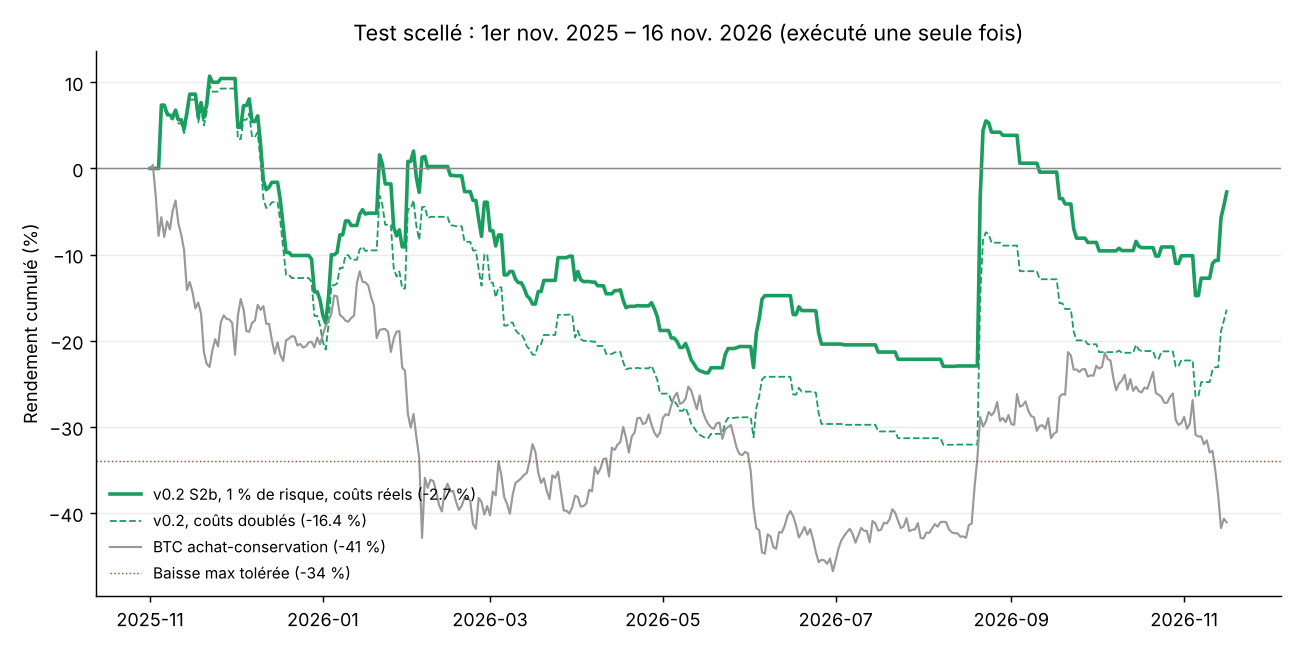 Test scellé : 1er nov. 2025 – 16 nov. 2026 (exécuté une seule fois)
Rendement cumulé (%)
10
0
−10
−20
−30
−40
v0.2 S2b, 1 % de risque, coûts réels (-2.7 %)
v0.2, coûts doublés (-16.4 %)
BTC achat-conservation (-41 %)
Baisse max tolérée (-34 %)
2025-11
2026-01
2026-03
2026-05
2026-07
2026-09
2026-11